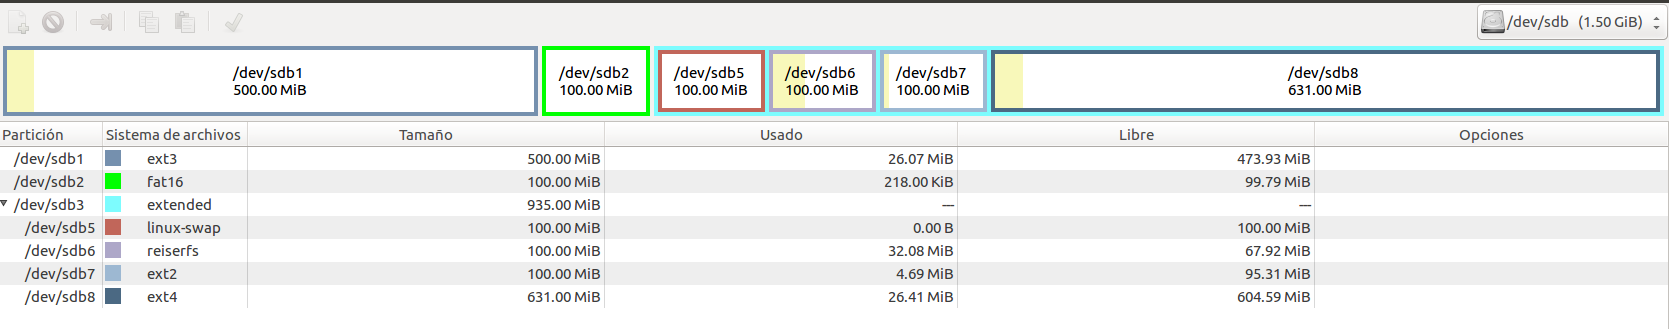 /dev/sdb (1.50 GiB)
/dev/sdb1
500.00 MiB
/dev/sdb2
100.00 MiB
/dev/sdb5
100.00 MiB
/dev/sdb6
100.00 MiB
/dev/sdb7
100.00 MiB
/dev/sdb8
631.00 MiB
Partición Sistema de archivos Tamaño Usado Libre Opciones
/dev/sdb1 ext3 500.00 MiB 26.07 MiB 473.93 MiB
/dev/sdb2 fat16 100.00 MiB 218.00 KiB 99.79 MiB
/dev/sdb3 extended 935.00 MiB --- ---
/dev/sdb5 linux-swap 100.00 MiB 0.00 B 100.00 MiB
/dev/sdb6 reiserfs 100.00 MiB 32.08 MiB 67.92 MiB
/dev/sdb7 ext2 100.00 MiB 4.69 MiB 95.31 MiB
/dev/sdb8 ext4 631.00 MiB 26.41 MiB 604.59 MiB